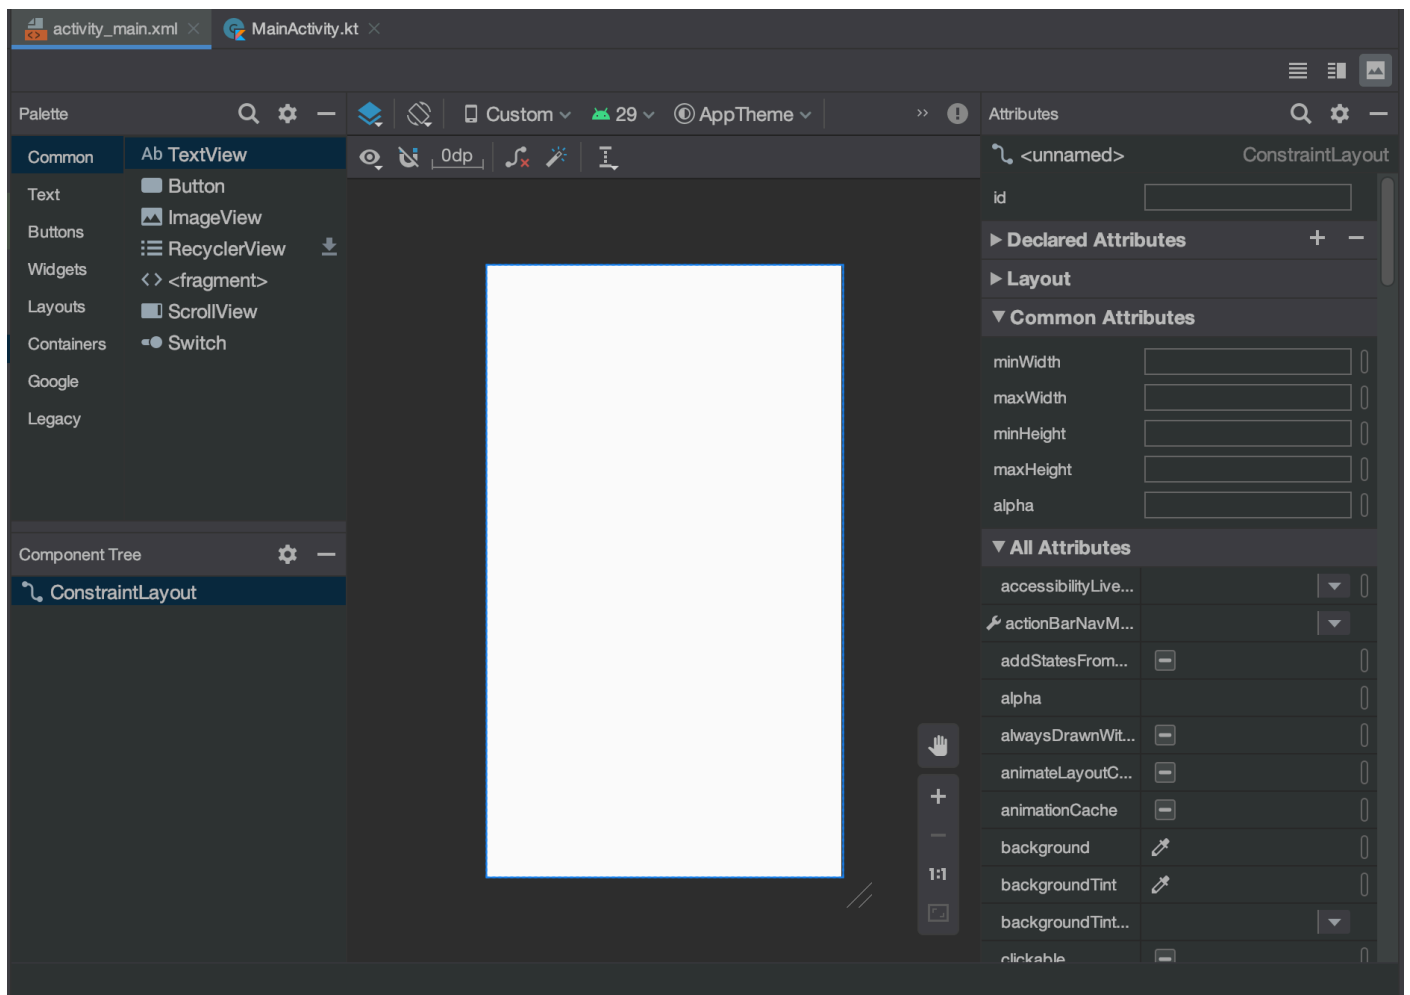 activity_main.xml
MainActivity.kt
Palette
Common
Text
Buttons
Widgets
Layouts
Containers
Google
Legacy
Ab TextView
Button
ImageView
RecyclerView
<fragment>
ScrollView
Switch
Component Tree
ConstraintLayout
Custom
29
AppTheme
0dp
1:1
Attributes
<unnamed> ConstraintLayout
id
Declared Attributes
Layout
Common Attributes
minWidth
maxWidth
minHeight
maxHeight
alpha
All Attributes
accessibilityLive...
actionBarNavM...
addStatesFrom...
alpha
alwaysDrawnWit...
animateLayoutC...
animationCache
background
backgroundTint
backgroundTint...
clickable